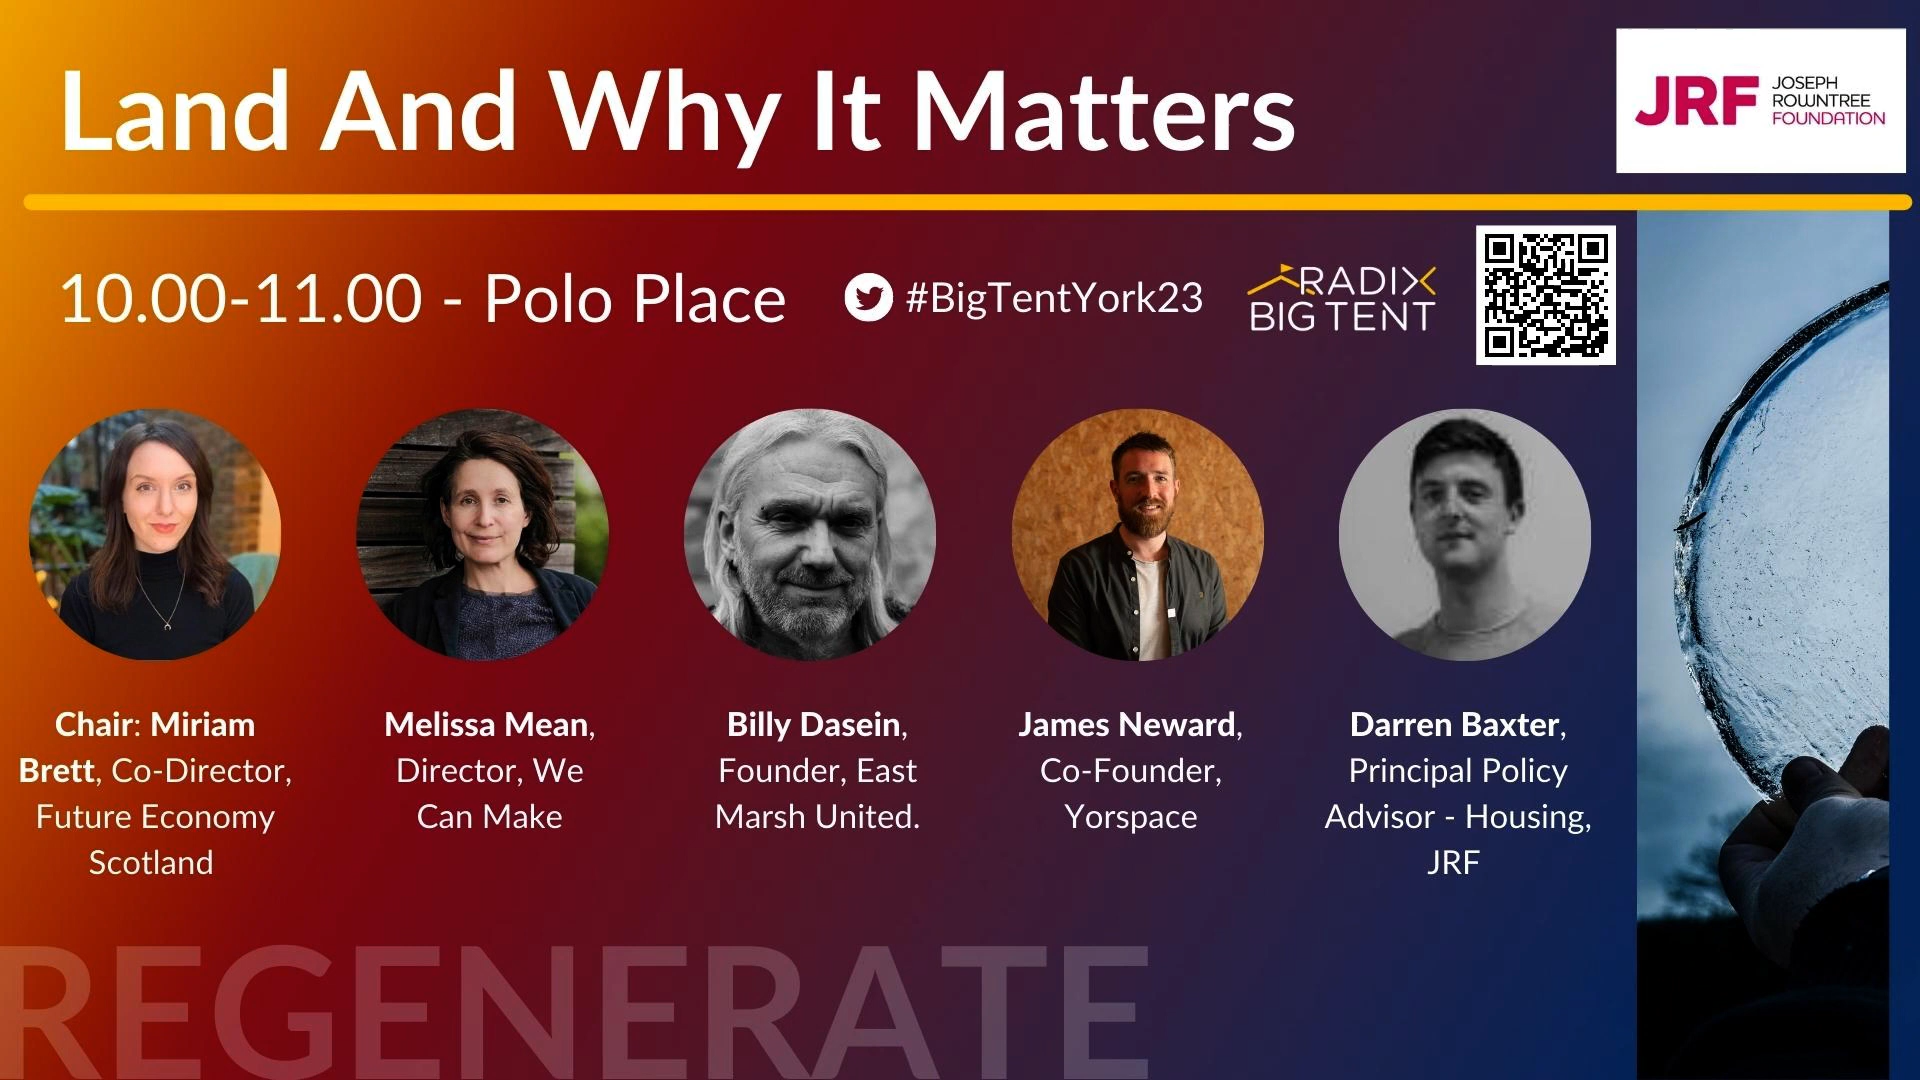 Land And Why It Matters
JRF
JOSEPH
ROWNTREE
FOUNDATION
10.00-11.00 - Polo Place
#BigTentYork23
RADIX
BIG TENT
Chair: Miriam
Brett, Co-Director,
Future Economy
Scotland
Melissa Mean,
Director, We
Can Make
Billy Dasein,
Founder, East
Marsh United.
James Neward,
Co-Founder,
Yorspace
Darren Baxter,
Principal Policy
Advisor - Housing,
JRF
REGENERATE